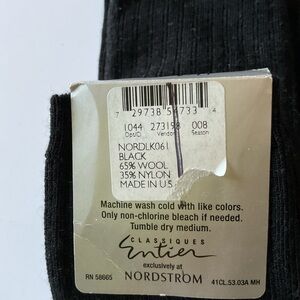 7 29738 54733 4
1044 273198 008
Dpt/D Vendor Season
NORDLK061
BLACK
65% WOOL
35% NYLON
MADE IN U.S.
Machine wash cold with like colors.
Only non-chlorine bleach if needed.
Tumble dry medium.
CLASSIQUES
Entier
exclusively at
NORDSTROM
RN 58665 41CL.53.03A MH